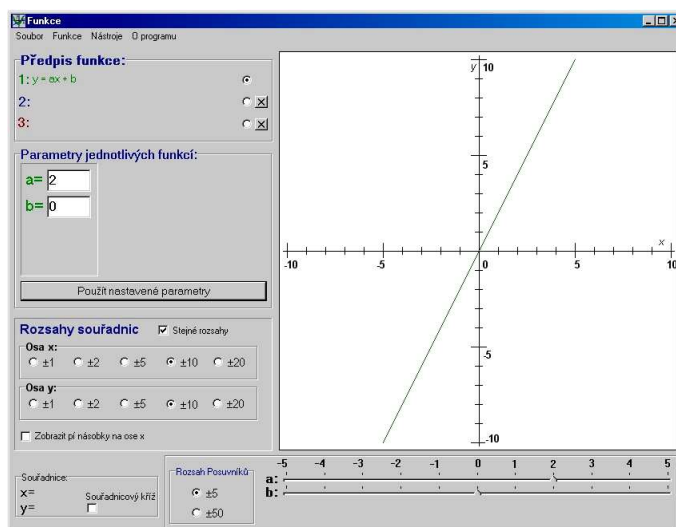 Funkce
Soubor Funkce Nástroje O programu
Předpis funkce:
1: y = ax + b
2:
3:
Parametry jednotlivých funkcí:
a= 2
b= 0
Použít nastavené parametry
Rozsahy souřadnic Stejné rozsahy
Osa x:
±1 ±2 ±5 ±10 ±20
Osa y:
±1 ±2 ±5 ±10 ±20
Zobrazit pí násobky na ose x
Souřadnice:
x=
y=
Souřadnicový kříž
Rozsah Posuvníků
±5
±50
y 10
5
x
-10 -5 0 5 10
-5
-10
-5 -4 -3 -2 -1 0 1 2 3 4 5
a:
b: